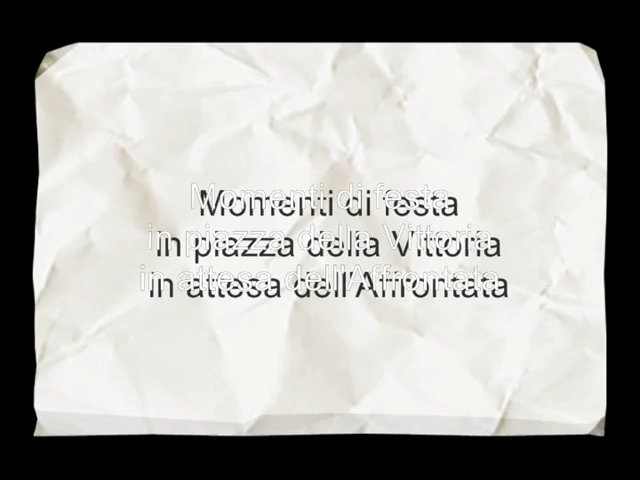 Momenti di festa
in piazza della Vittoria
in attesa dell'Affrontata